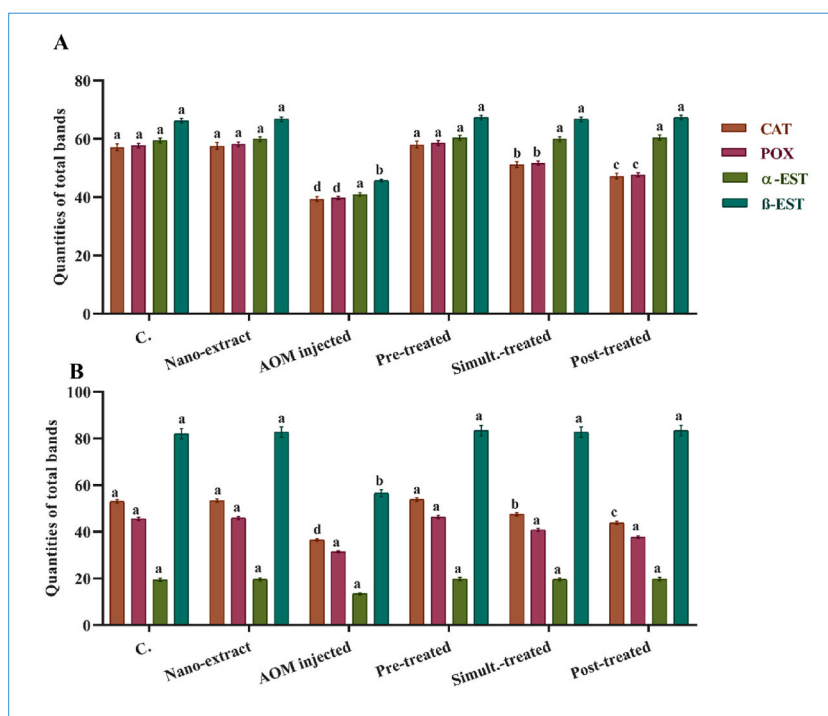 A
Quantities of total bands
80
60
40
20
0
a a a a
a a a a
d d a b
a a a a
b b a a
c c a a
C.
Nano-extract
AOM injected
Pre-treated
Simult.-treated
Post-treated
CAT
POX
α-EST
ß-EST
B
Quantities of total bands
100
80
60
40
20
0
a a a a
a a a a
d a a b
a a a a
b a a a
c a a a
C.
Nano-extract
AOM injected
Pre-treated
Simult.-treated
Post-treated